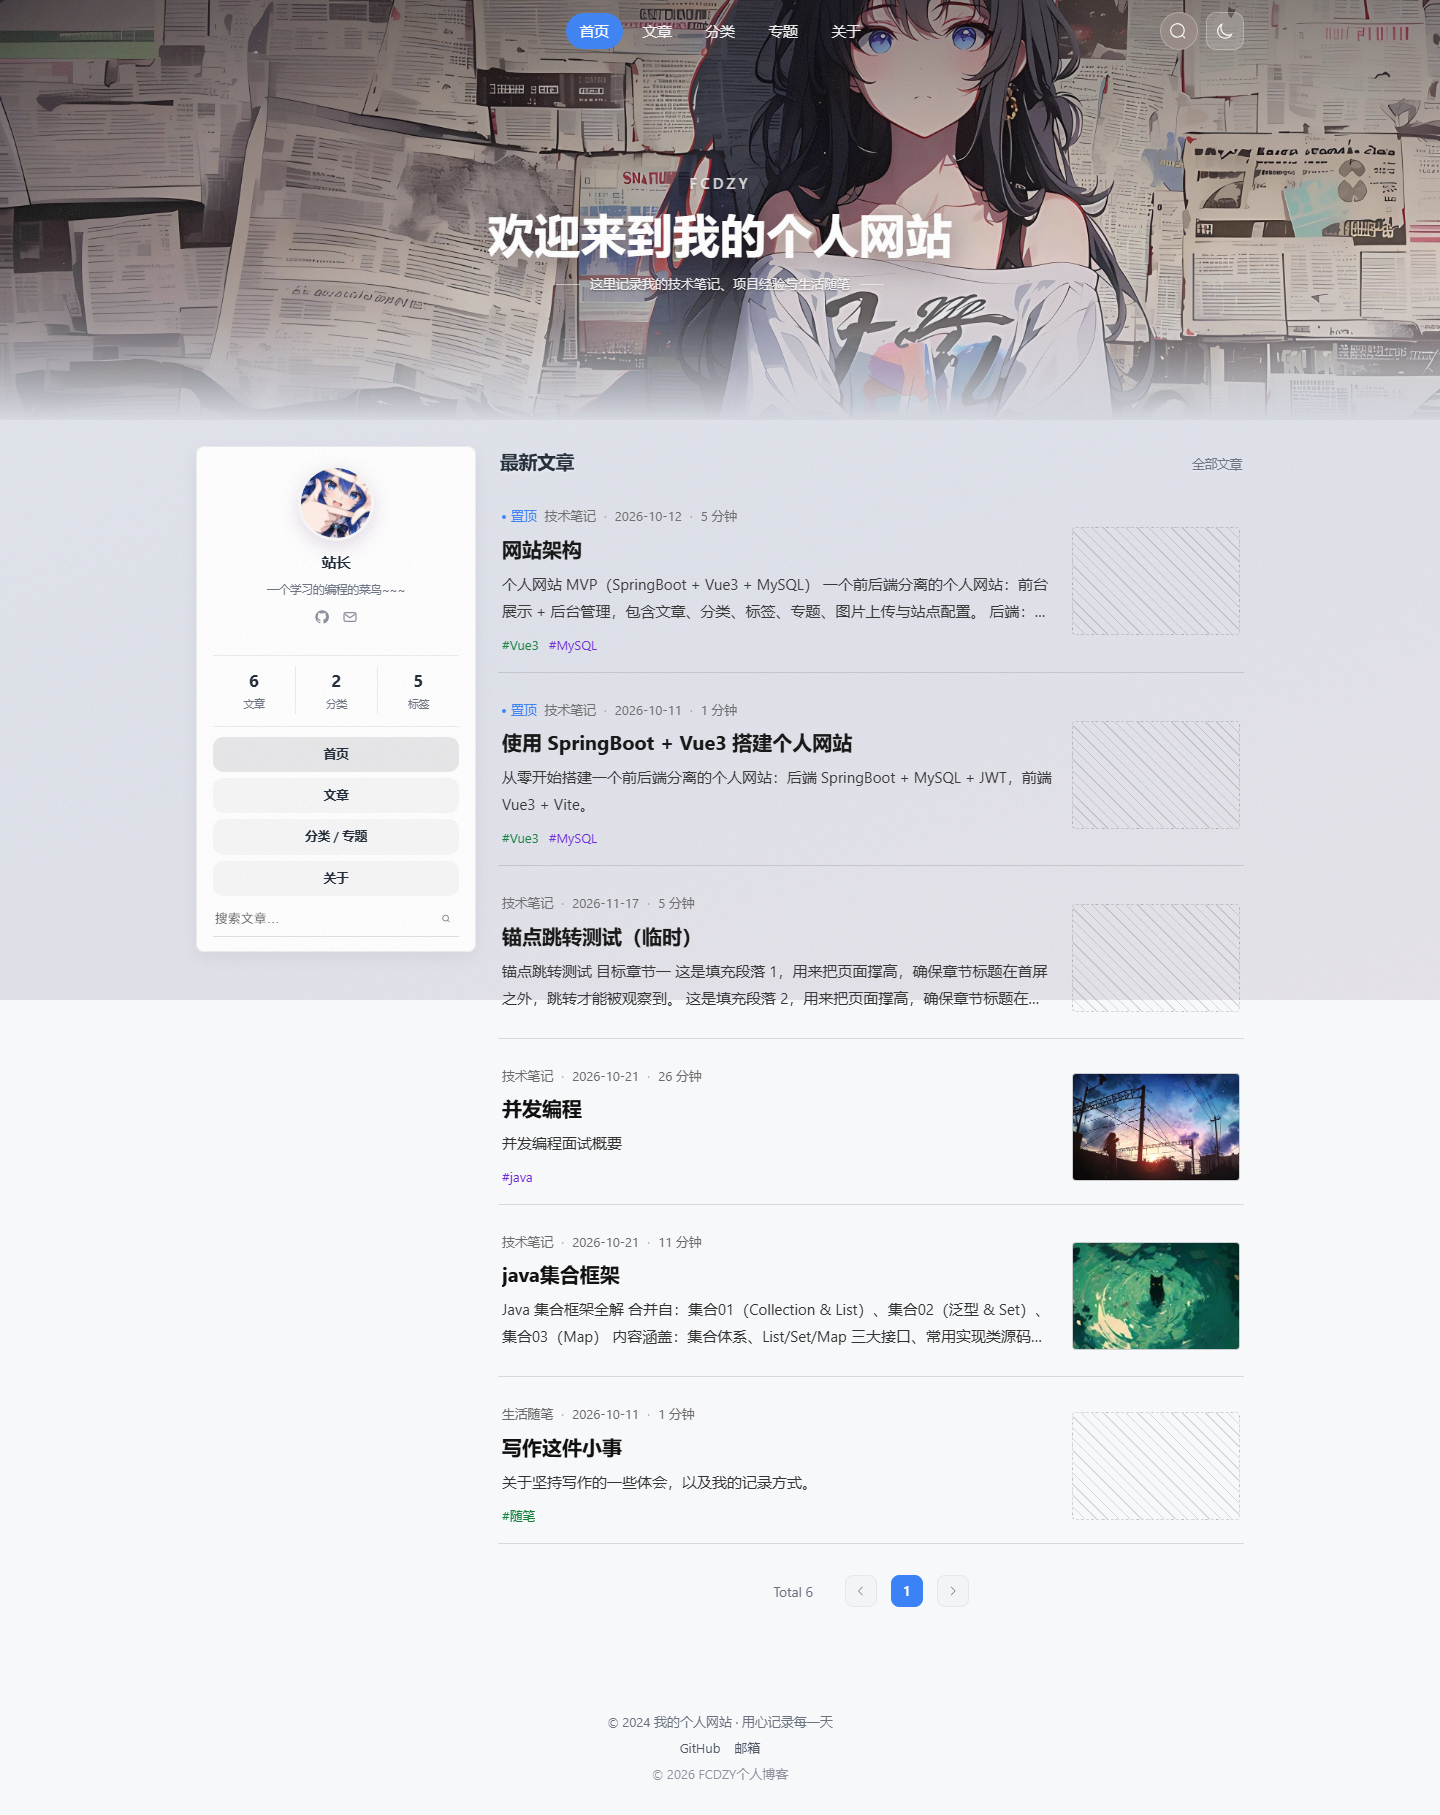 首页 文章 分类 专题 关于
FCDZY
欢迎来到我的个人网站
这里记录我的技术笔记、项目经验与生活随笔
站长
一个学习的编程的菜鸟~~~
6 2 5
文章 分类 标签
首页
文章
分类 / 专题
关于
搜索文章...
最新文章
全部文章
置顶 技术笔记 · 2026-10-12 · 5 分钟
网站架构
个人网站 MVP（SpringBoot + Vue3 + MySQL） 一个前后端分离的个人网站：前台
展示 + 后台管理，包含文章、分类、标签、专题、图片上传与站点配置。 后端：...
#Vue3 #MySQL
置顶 技术笔记 · 2026-10-11 · 1 分钟
使用 SpringBoot + Vue3 搭建个人网站
从零开始搭建一个前后端分离的个人网站：后端 SpringBoot + MySQL + JWT，前端
Vue3 + Vite。
#Vue3 #MySQL
技术笔记 · 2026-11-17 · 5 分钟
锚点跳转测试（临时）
锚点跳转测试 目标章节一 这是填充段落 1，用来把页面撑高，确保章节标题在首屏
之外，跳转才能被观察到。 这是填充段落 2，用来把页面撑高，确保章节标题在...
技术笔记 · 2026-10-21 · 26 分钟
并发编程
并发编程面试概要
#java
技术笔记 · 2026-10-21 · 11 分钟
java集合框架
Java 集合框架全解 合并自：集合01（Collection & List）、集合02（泛型 & Set）、
集合03（Map） 内容涵盖：集合体系、List/Set/Map 三大接口、常用实现类源码...
生活随笔 · 2026-10-11 · 1 分钟
写作这件小事
关于坚持写作的一些体会，以及我的记录方式。
#随笔
Total 6 1
© 2024 我的个人网站 · 用心记录每一天
GitHub 邮箱
© 2026 FCDZY个人博客